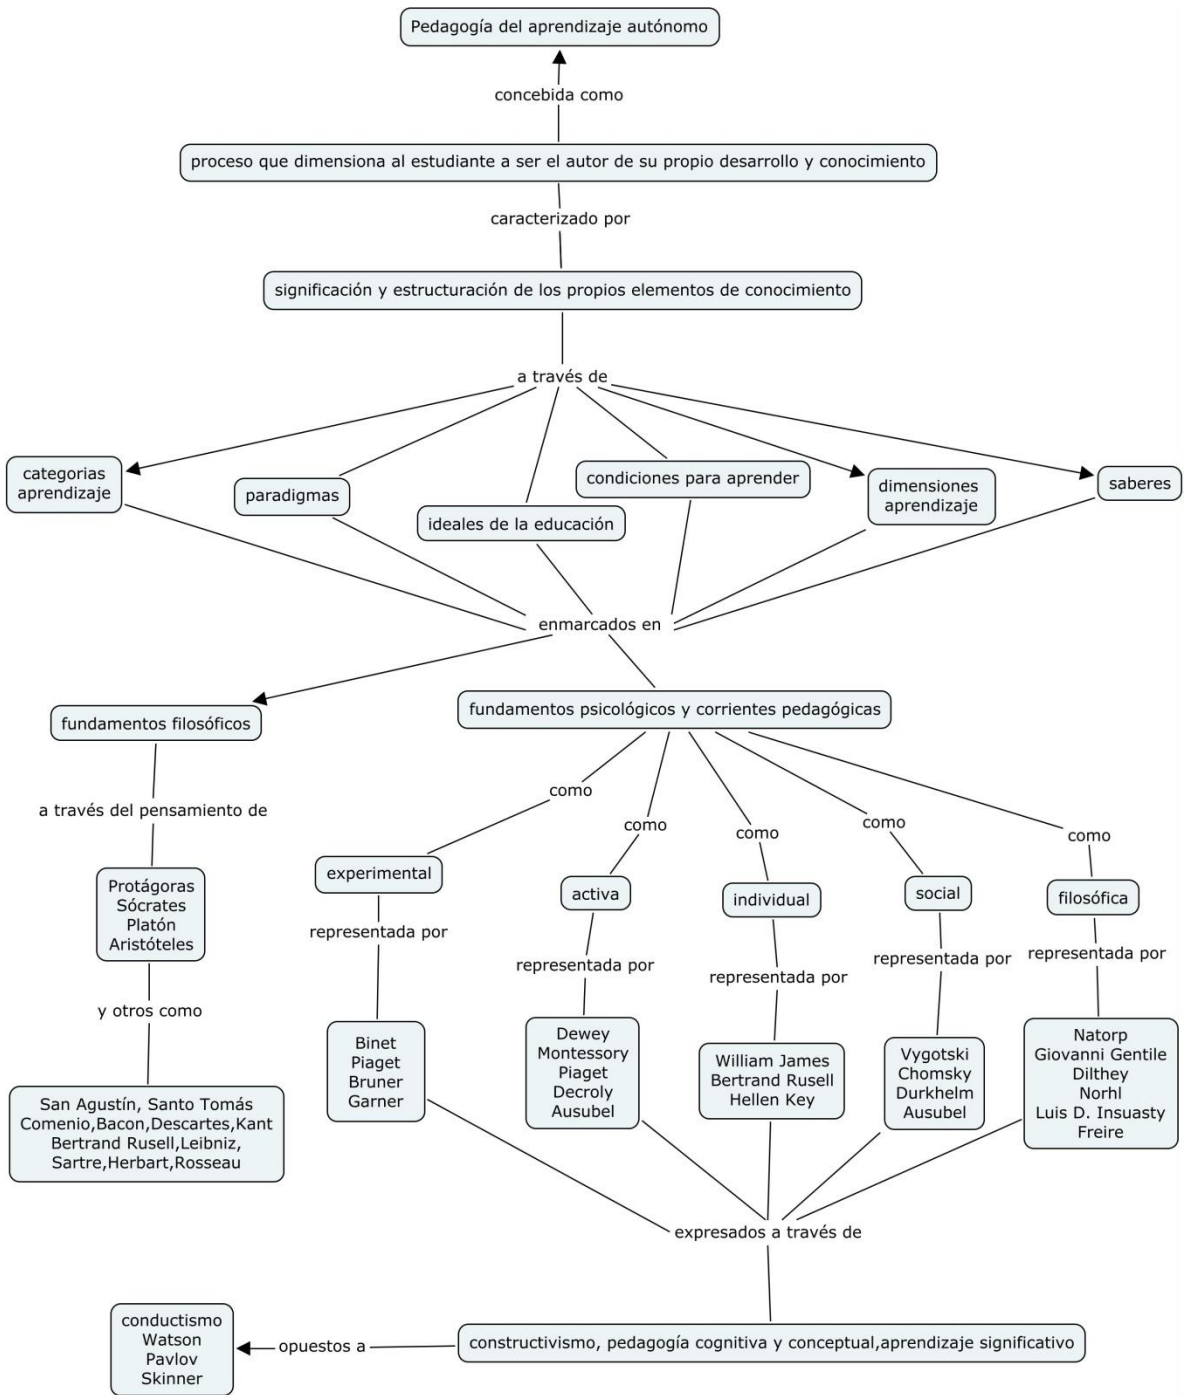 Pedagogía del aprendizaje autónomo
concebida como
proceso que dimensiona al estudiante a ser el autor de su propio desarrollo y conocimiento
caracterizado por
significación y estructuración de los propios elementos de conocimiento
a través de
categorias
aprendizaje
paradigmas
ideales de la educación
condiciones para aprender
dimensiones
aprendizaje
saberes
enmarcados en
fundamentos filosóficos
fundamentos psicológicos y corrientes pedagógicas
a través del pensamiento de
Protágoras
Sócrates
Platón
Aristóteles
y otros como
San Agustín, Santo Tomás
Comenio,Bacon,Descartes,Kant
Bertrand Rusell,Leibniz,
Sartre,Herbart,Rosseau
como
experimental
representada por
Binet
Piaget
Bruner
Garner
como
activa
representada por
Dewey
Montessory
Piaget
Decroly
Ausubel
como
individual
representada por
William James
Bertrand Rusell
Hellen Key
como
social
representada por
Vygotski
Chomsky
Durkhelm
Ausubel
como
filosófica
representada por
Natorp
Giovanni Gentile
Dilthey
Norhl
Luis D. Insuasty
Freire
expresados a través de
constructivismo, pedagogía cognitiva y conceptual,aprendizaje significativo
opuestos a
conductismo
Watson
Pavlov
Skinner